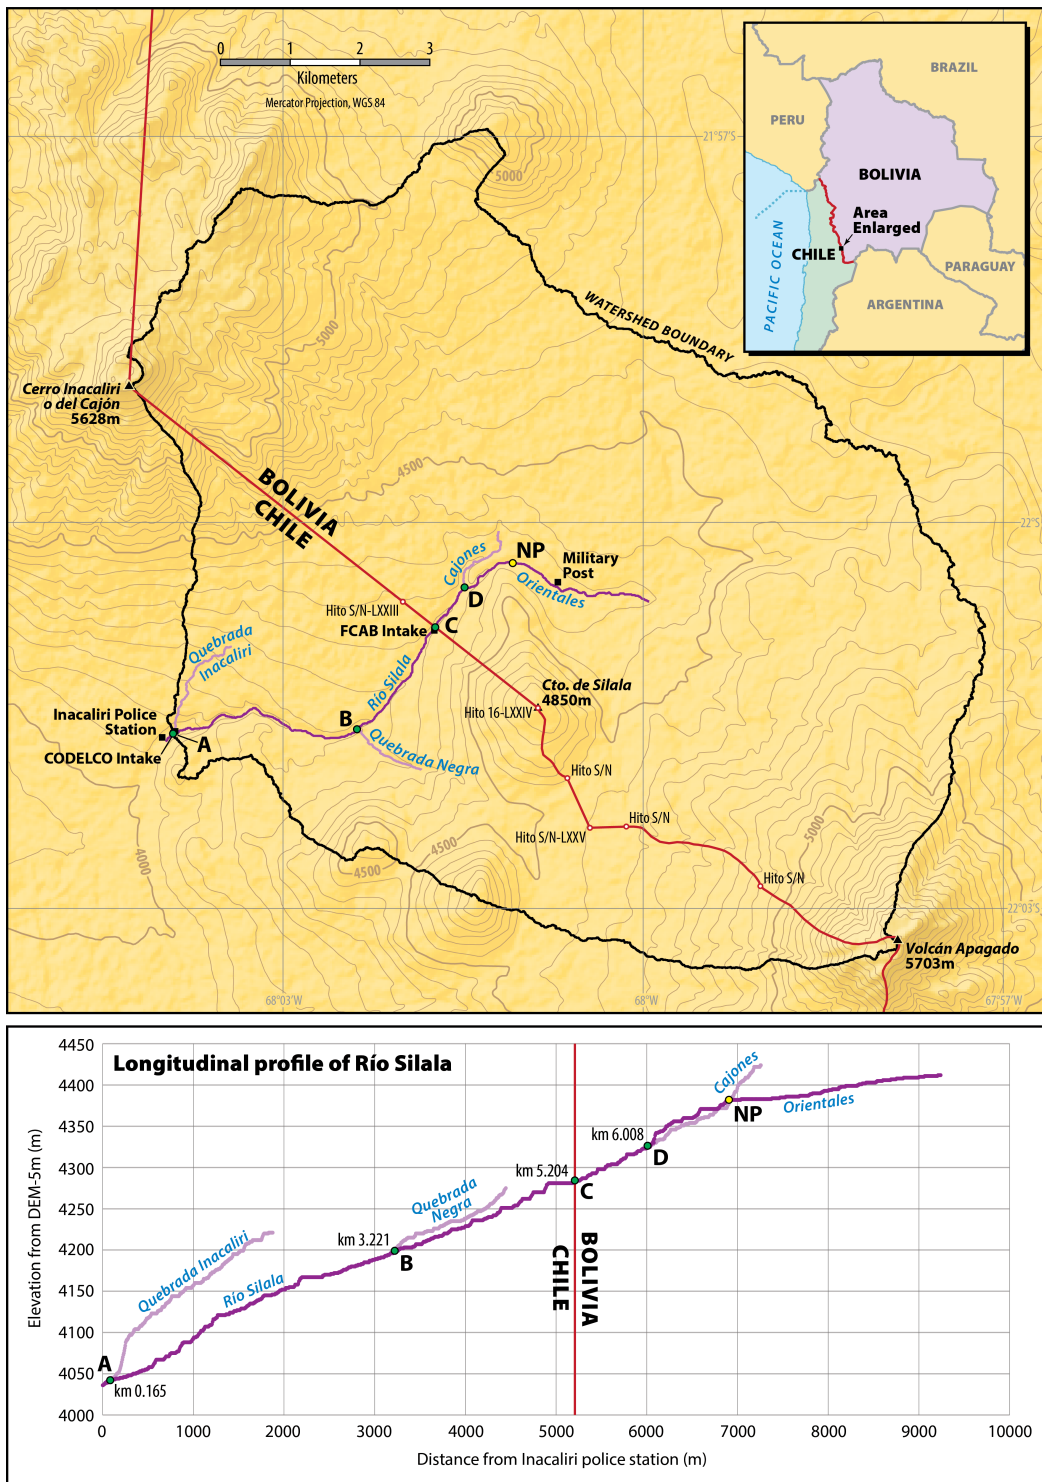 0 1 2 3
Kilometers
Mercator Projection, WGS 84
BRAZIL
PERU
BOLIVIA
Area
Enlarged
CHILE
PACIFIC OCEAN
PARAGUAY
ARGENTINA
21°57'S
5000
WATERSHED BOUNDARY
5000
Cerro Inacaliri
o del Cajón
5628m
4500
BOLIVIA
CHILE
22°S
Cajones
NP
Military
Post
Orientales
D
Hito S/N-LXXIII
FCAB Intake
C
Quebrada
Inacaliri
Río Silala
Cto. de Silala
4850m
Hito 16-LXXIV
Inacaliri Police
Station
CODELCO Intake
A
B
Quebrada Negra
Hito S/N
Hito S/N-LXXV
Hito S/N
5000
4000
4500
4500
Hito S/N
22°03'S
Volcán Apagado
5703m
68°03'W
68°W
67°57'W
Longitudinal profile of Río Silala
4450
4400
4350
4300
4250
4200
4150
4100
4050
4000
Elevation from DEM-5m (m)
Cajones
NP
Orientales
km 6.008
D
km 5.204
C
Quebrada
Negra
km 3.221
B
BOLIVIA
CHILE
Quebrada Inacaliri
Río Silala
A
km 0.165
0 1000 2000 3000 4000 5000 6000 7000 8000 9000 10000
Distance from Inacaliri police station (m)